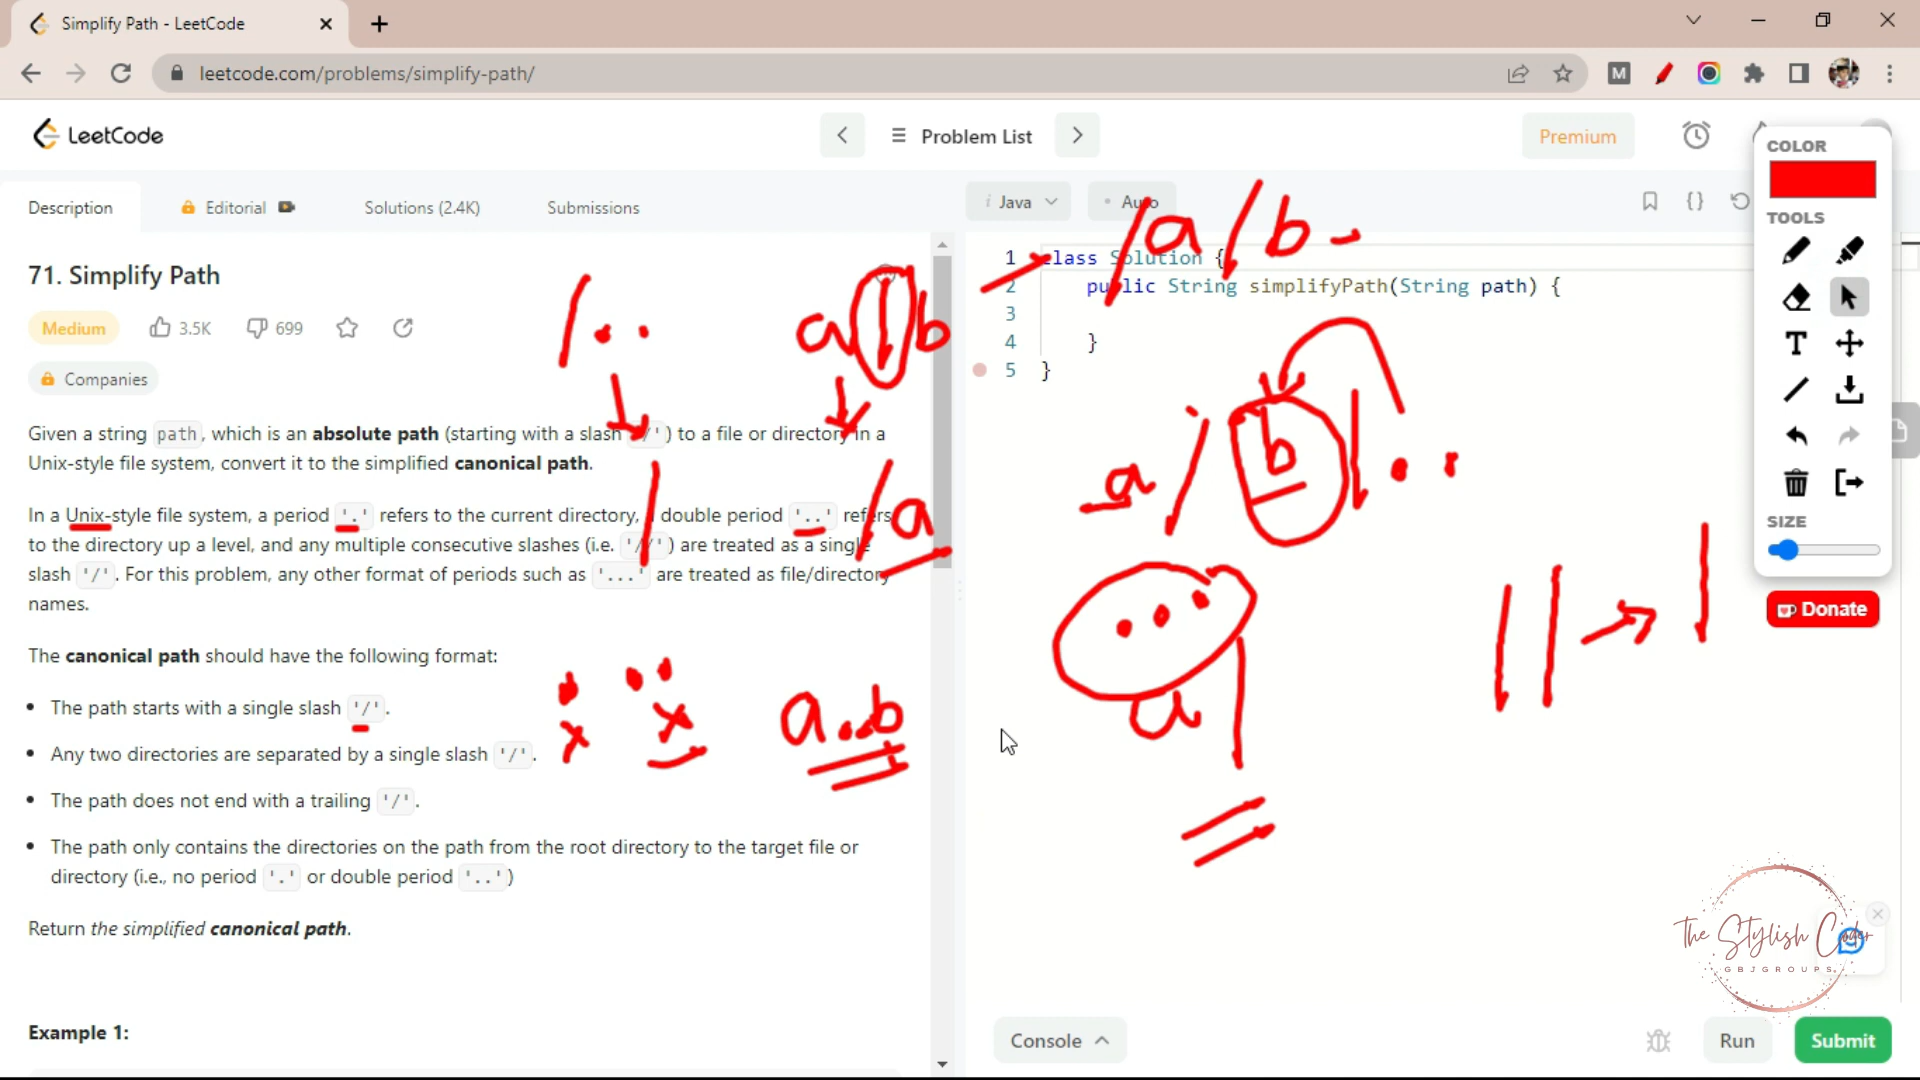 Simplify Path - LeetCode
leetcode.com/problems/simplify-path/
M
LeetCode
Problem List
Premium
Description
Editorial
Solutions (2.4K)
Submissions
71. Simplify Path
Medium
3.5K
699
Companies
Given a string path, which is an absolute path (starting with a slash '/') to a file or directory in a
Unix-style file system, convert it to the simplified canonical path.
In a Unix-style file system, a period '.' refers to the current directory, double period '..' refers
to the directory up a level, and any multiple consecutive slashes (i.e. '//') are treated as a single
slash '/'. For this problem, any other format of periods such as '...' are treated as file/directory
names.
The canonical path should have the following format:
• The path starts with a single slash '/'.
• Any two directories are separated by a single slash '/'.
• The path does not end with a trailing '/'.
• The path only contains the directories on the path from the root directory to the target file or
directory (i.e., no period '.' or double period '..')
Return the simplified canonical path.
Example 1:
/..
a/b
/
/a
. ..
x x
a..b
i Java
Auto
1 class Solution {
2 public String simplifyPath(String path) {
3
4 }
5 }
/a/b
a/b/..
...
a/
// → /
COLOR
TOOLS
T
SIZE
Donate
The Stylish Coder
GBJGROUPS
Console
Run
Submit